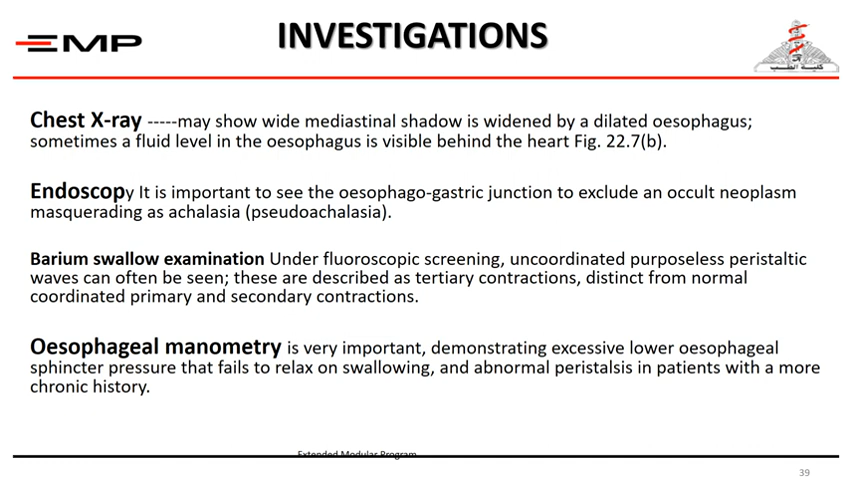 EMP
INVESTIGATIONS
كلية الطب
Chest X-ray -----may show wide mediastinal shadow is widened by a dilated oesophagus;
sometimes a fluid level in the oesophagus is visible behind the heart Fig. 22.7(b).
Endoscopy It is important to see the oesophago-gastric junction to exclude an occult neoplasm
masquerading as achalasia (pseudoachalasia).
Barium swallow examination Under fluoroscopic screening, uncoordinated purposeless peristaltic
waves can often be seen; these are described as tertiary contractions, distinct from normal
coordinated primary and secondary contractions.
Oesophageal manometry is very important, demonstrating excessive lower oesophageal
sphincter pressure that fails to relax on swallowing, and abnormal peristalsis in patients with a more
chronic history.
Extended Modular Program
39